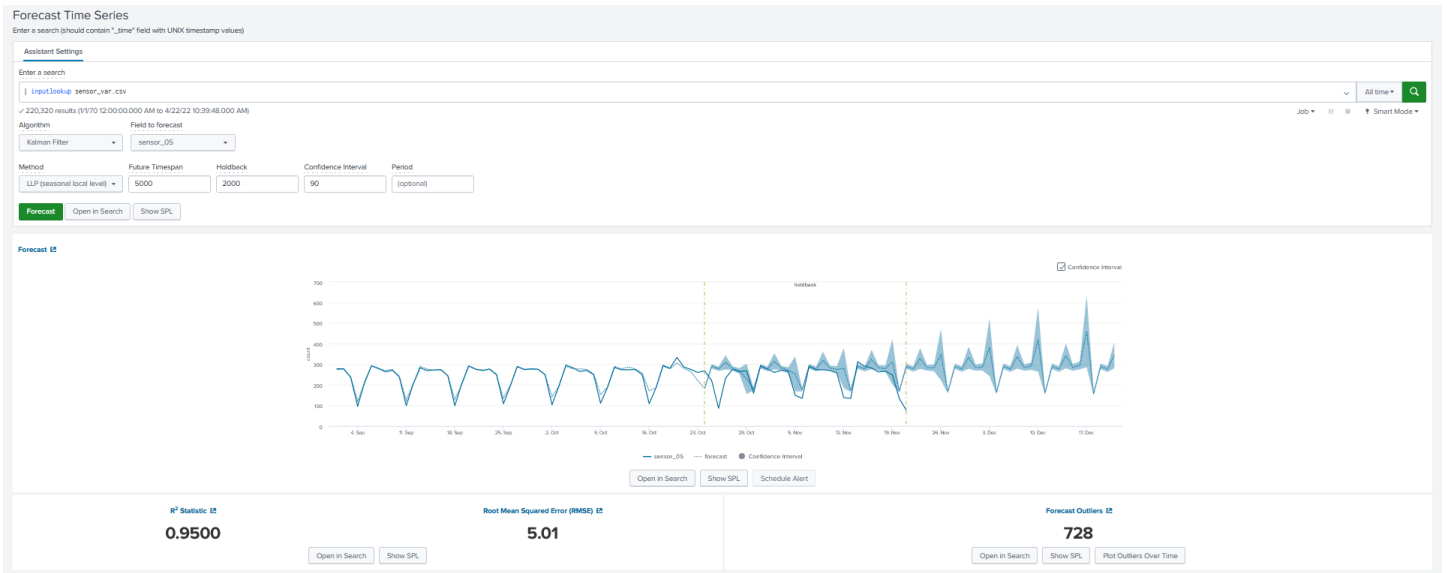 Forecast Time Series
Enter a search (should contain "_time" field with UNIX timestamp values)
Assistant Settings
Enter a search
| inputlookup sensor_var.csv
All time
✓ 220,320 results (1/1/70 12:00:00.000 AM to 4/22/22 10:39:48.000 AM)
Job
Smart Mode
Algorithm Field to forecast
Kalman Filter sensor_05
Method Future Timespan Holdback Confidence Interval Period
LLP (seasonal local level) 5000 2000 90 (optional)
Forecast Open in Search Show SPL
Forecast
Confidence Interval
holdback
count
700
600
500
400
300
200
100
0
4. Sep 11. Sep 18. Sep 25. Sep 2. Oct 9. Oct 16. Oct 23. Oct 29. Oct 5. Nov 12. Nov 19. Nov 26. Nov 3. Dec 10. Dec 17. Dec
sensor_05 forecast Confidence Interval
Open in Search Show SPL Schedule Alert
R² Statistic Root Mean Squared Error (RMSE) Forecast Outliers
0.9500 5.01 728
Open in Search Show SPL Open in Search Show SPL Plot Outliers Over Time